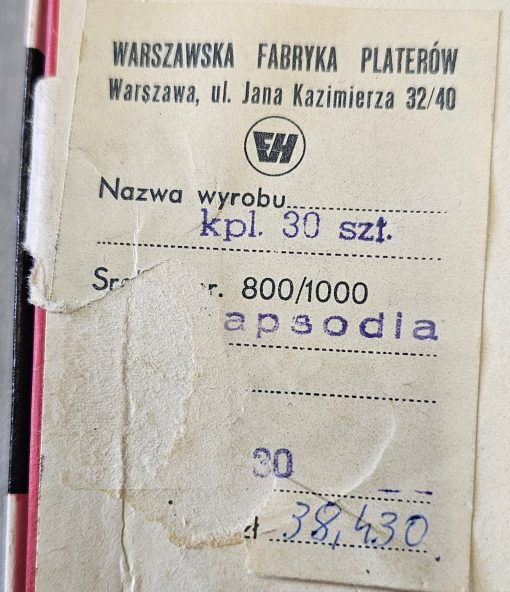 WARSZAWSKA FABRYKA PLATERÓW
Warszawa, ul. Jana Kazimierza 32/40
Nazwa wyrobu
kpl. 30 szt.
r. 800/1000
apsodia
30 --
zł 38,430